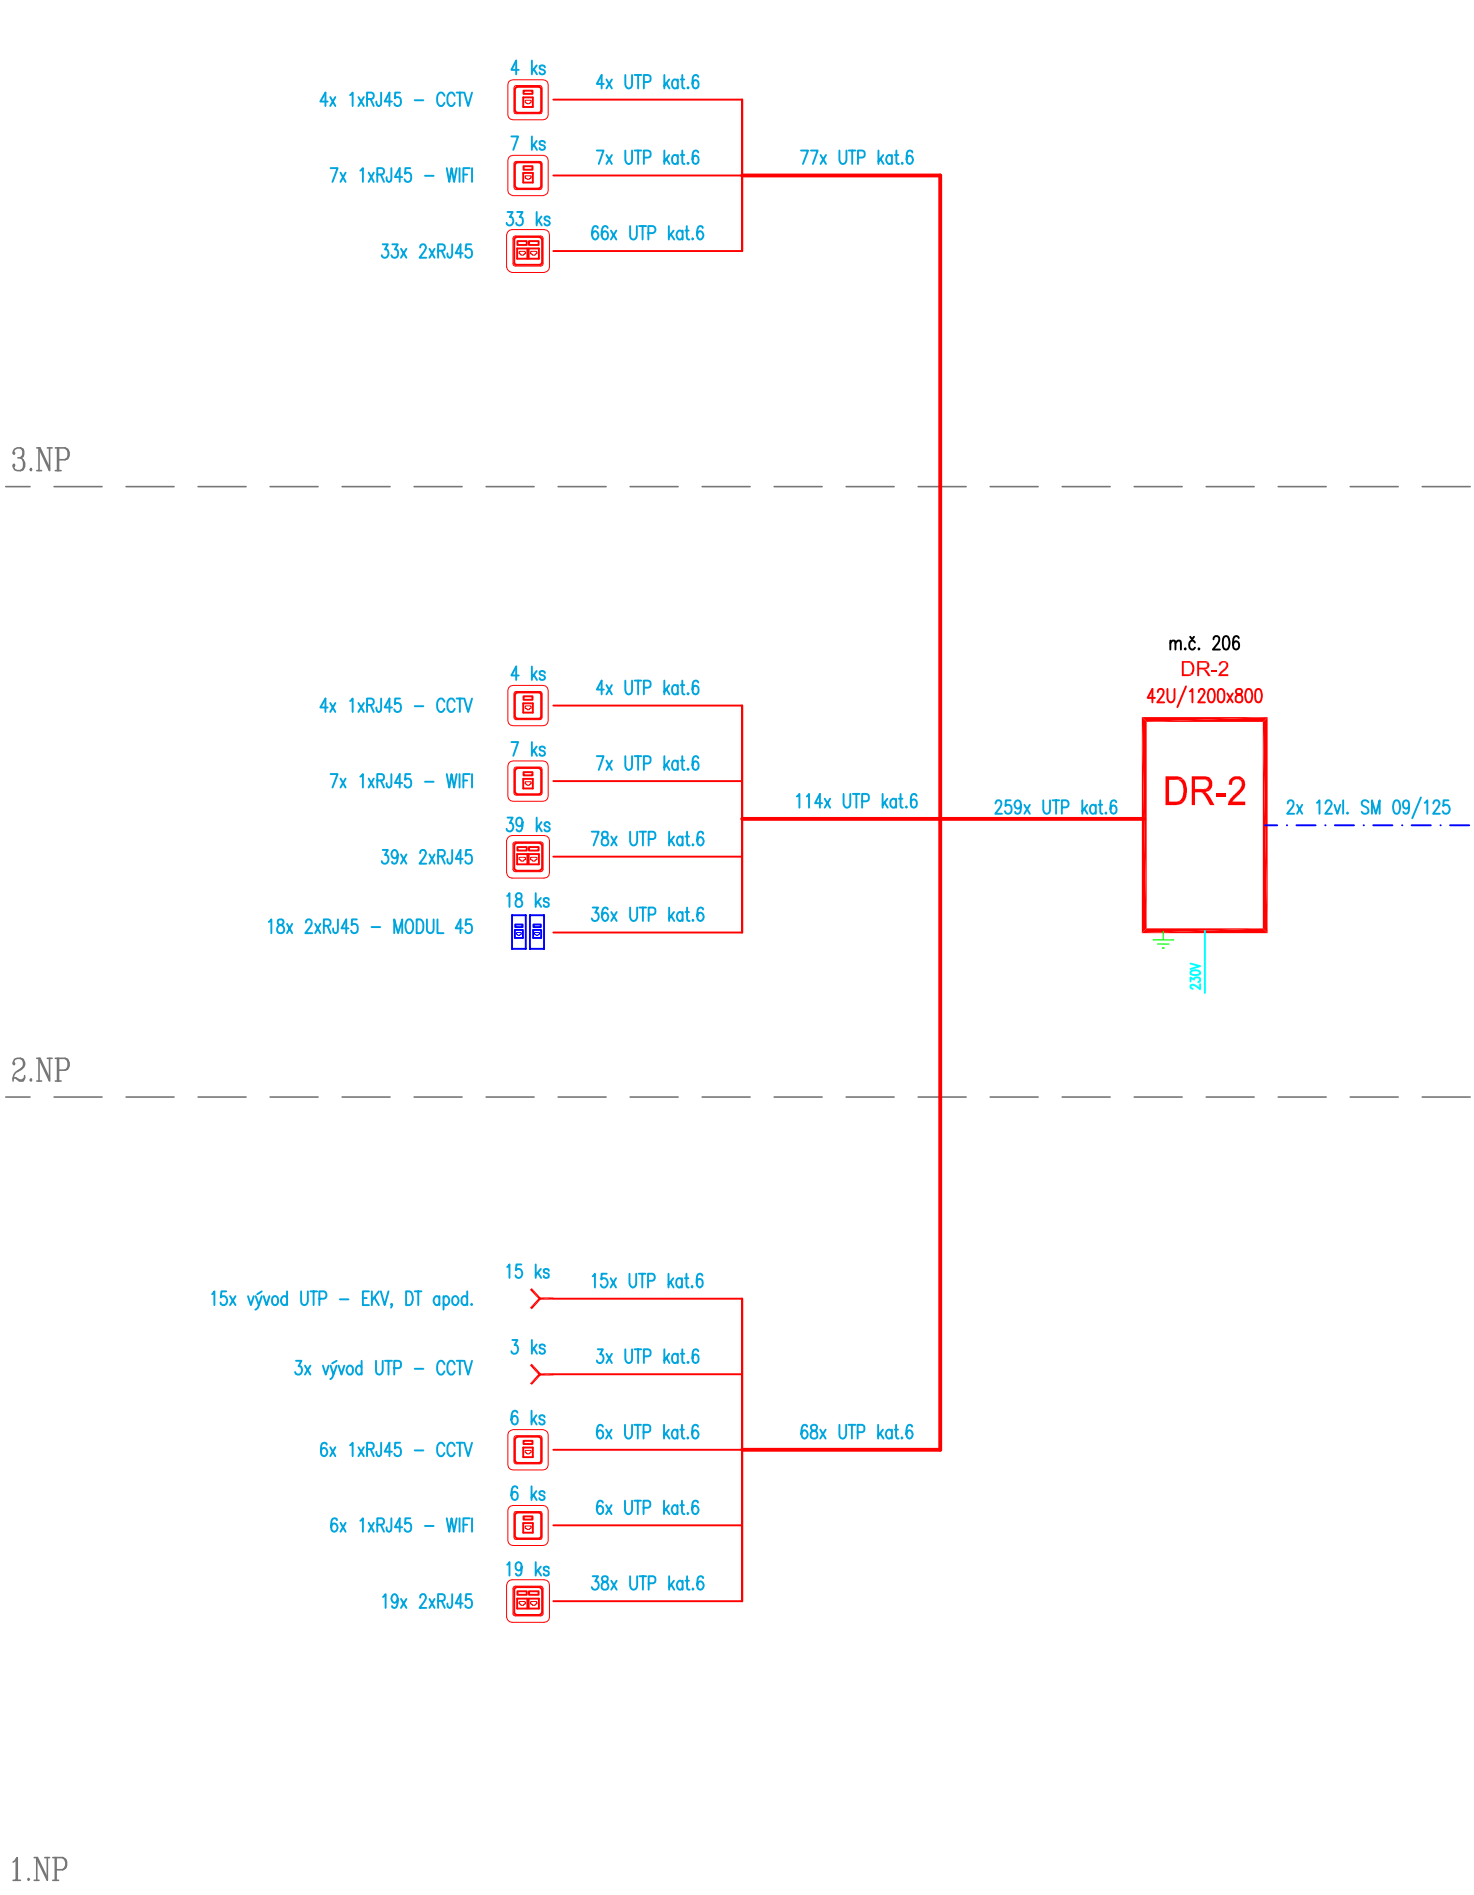 4 ks
4x 1xRJ45 – CCTV
4x UTP kat.6
7 ks
7x 1xRJ45 – WIFI
7x UTP kat.6
77x UTP kat.6
33 ks
33x 2xRJ45
66x UTP kat.6
3.NP
m.č. 206
DR-2
42U/1200x800
4 ks
4x 1xRJ45 – CCTV
4x UTP kat.6
7 ks
7x 1xRJ45 – WIFI
7x UTP kat.6
114x UTP kat.6
259x UTP kat.6
DR-2
2x 12vl. SM 09/125
39 ks
39x 2xRJ45
78x UTP kat.6
18 ks
18x 2xRJ45 – MODUL 45
36x UTP kat.6
230V
2.NP
15 ks
15x vývod UTP – EKV, DT apod.
15x UTP kat.6
3 ks
3x vývod UTP – CCTV
3x UTP kat.6
6 ks
6x 1xRJ45 – CCTV
6x UTP kat.6
68x UTP kat.6
6 ks
6x 1xRJ45 – WIFI
6x UTP kat.6
19 ks
19x 2xRJ45
38x UTP kat.6
1.NP